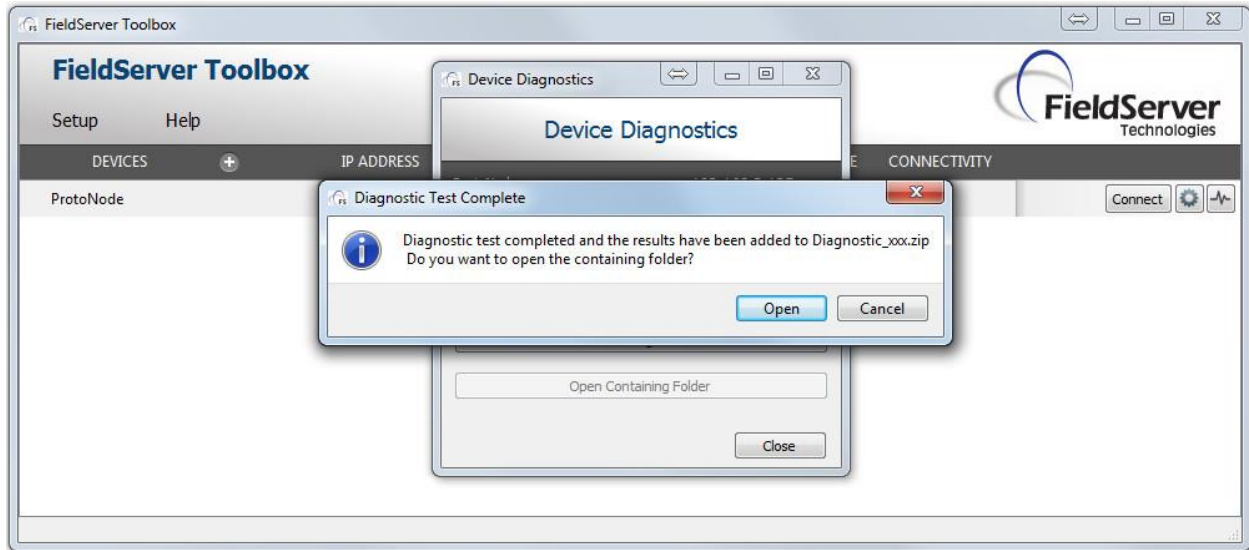 FieldServer Toolbox
FieldServer Toolbox
FieldServer
Technologies
Setup Help
Device Diagnostics
Device Diagnostics
DEVICES IP ADDRESS CONNECTIVITY
ProtoNode
Connect
Diagnostic Test Complete
Diagnostic test completed and the results have been added to Diagnostic_xxx.zip
Do you want to open the containing folder?
Open Cancel
Open Containing Folder
Close